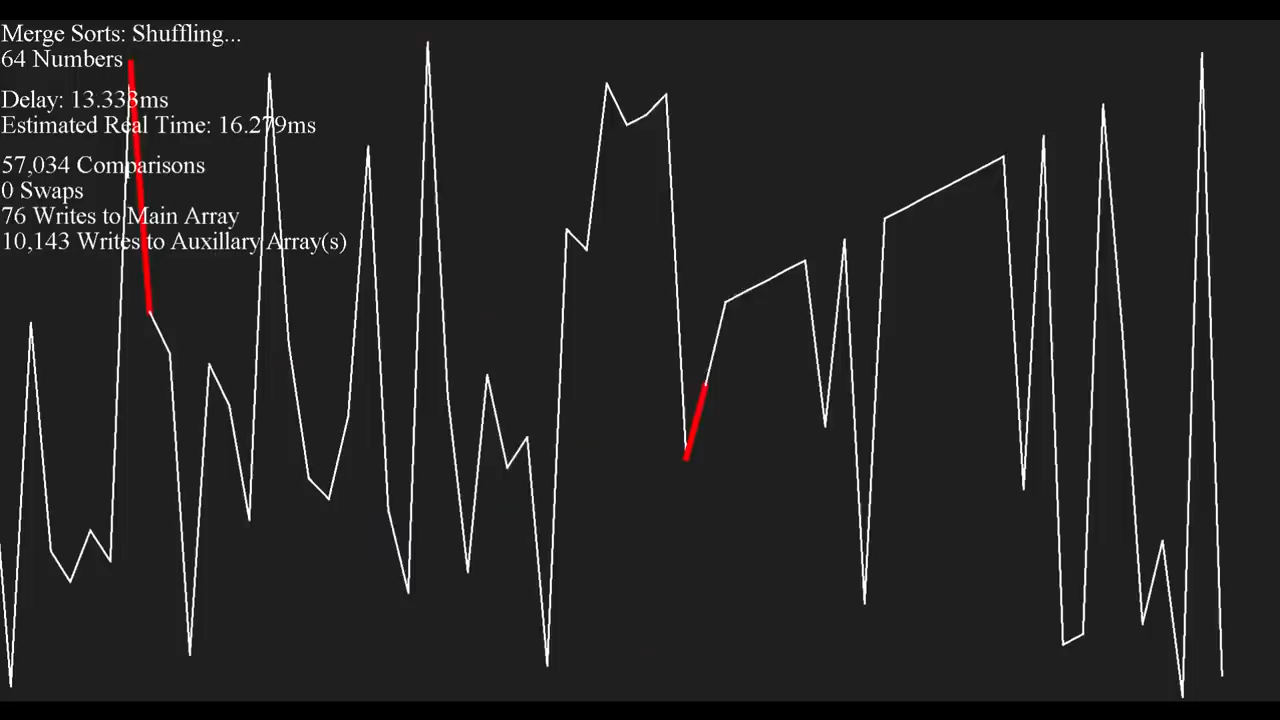 Merge Sorts: Shuffling...
64 Numbers
Delay: 13.333ms
Estimated Real Time: 16.279ms
57,034 Comparisons
0 Swaps
76 Writes to Main Array
10,143 Writes to Auxillary Array(s)